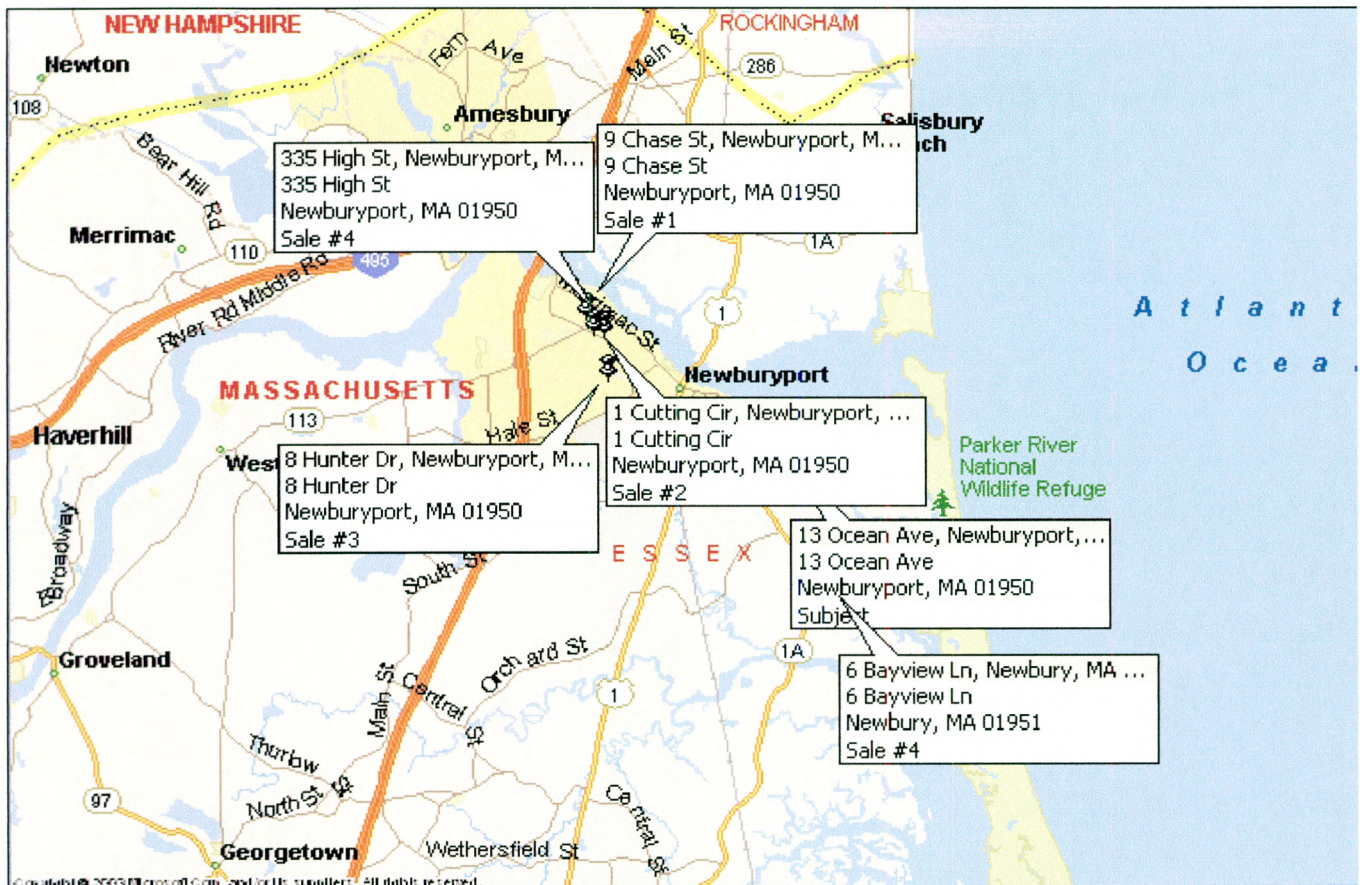 NEW HAMPSHIRE
ROCKINGHAM
Newton
Fern Ave
Main St
286
108
Amesbury
Salisbury
ch
Bear Hill Rd
335 High St, Newburyport, M...
335 High St
Newburyport, MA 01950
Sale #4
9 Chase St, Newburyport, M...
9 Chase St
Newburyport, MA 01950
Sale #1
Merrimac
110
495
1A
River Rd Middle Rd
1
Atlant
Ocea
MASSACHUSETTS
Newburyport
113
Hale St
Haverhill
West
8 Hunter Dr, Newburyport, M...
8 Hunter Dr
Newburyport, MA 01950
Sale #3
1 Cutting Cir, Newburyport, ...
1 Cutting Cir
Newburyport, MA 01950
Sale #2
Parker River
National
Wildlife Refuge
Broadway
South St
ESSEX
13 Ocean Ave, Newburyport,...
13 Ocean Ave
Newburyport, MA 01950
Subject
Groveland
Main St
Central St
Orchard St
1
1A
6 Bayview Ln, Newbury, MA ...
6 Bayview Ln
Newbury, MA 01951
Sale #4
Thurlow St
97
North St
Central St
Georgetown
Wethersfield St